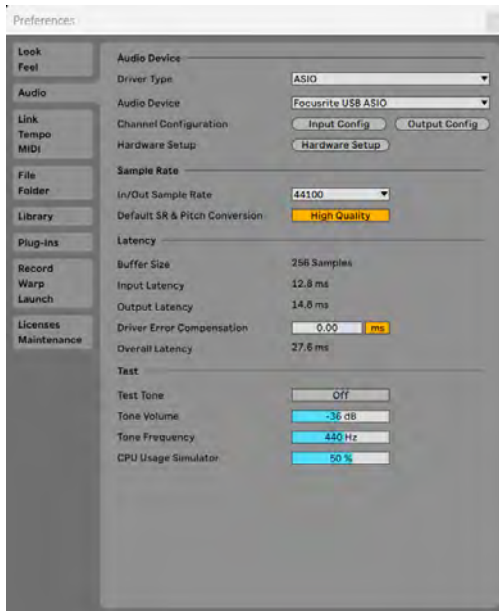 Preferences
Look
Feel
Audio
Link
Tempo
MIDI
File
Folder
Library
Plug-Ins
Record
Warp
Launch
Licenses
Maintenance
Audio Device
Driver Type ASIO
Audio Device Focusrite USB ASIO
Channel Configuration Input Config Output Config
Hardware Setup Hardware Setup
Sample Rate
In/Out Sample Rate 44100
Default SR & Pitch Conversion High Quality
Latency
Buffer Size 256 Samples
Input Latency 12.8 ms
Output Latency 14.8 ms
Driver Error Compensation 0.00 ms
Overall Latency 27.6 ms
Test
Test Tone Off
Tone Volume -36 dB
Tone Frequency 440 Hz
CPU Usage Simulator 50 %